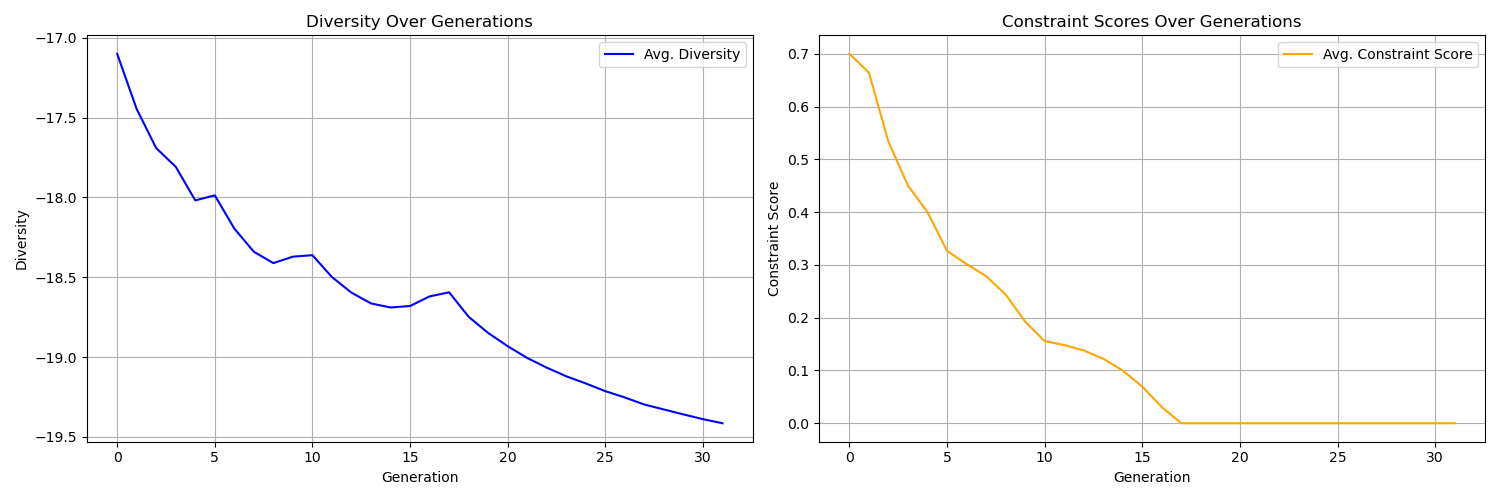 Diversity Over Generations
Avg. Diversity
Diversity
−17.0
−17.5
−18.0
−18.5
−19.0
−19.5
0 5 10 15 20 25 30
Generation
Constraint Scores Over Generations
Avg. Constraint Score
Constraint Score
0.7
0.6
0.5
0.4
0.3
0.2
0.1
0.0
0 5 10 15 20 25 30
Generation